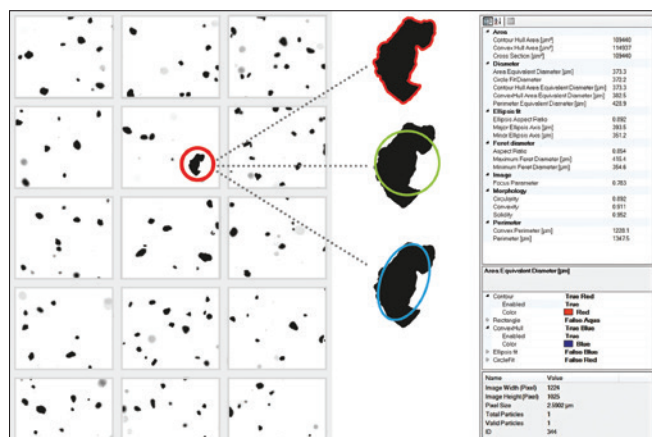 Area
Contour Hull Area [µm²] 109440
Convex Hull Area [µm²] 114937
Cross Section [µm²] 109440
Diameter
Area Equivalent Diameter [µm] 373.3
Circle Fit Diameter 372.2
Contour Hull Area Equivalent Diameter [µm] 373.3
ConvexHull Area Equivalent Diameter [µm] 382.5
Perimeter Equivalent Diameter [µm] 428.9
Ellipsis fit
Ellipsis Aspect Ratio 0.892
Major Ellipsis Axis [µm] 393.6
Minor Ellipsis Axis [µm] 351.2
Feret diameter
Aspect Ratio 0.854
Maximum Feret Diameter [µm] 415.4
Minimum Feret Diameter [µm] 354.6
Image
Focus Parameter 0.763
Morphology
Circularity 0.892
Convexity 0.911
Solidity 0.952
Perimeter
Convex Perimeter [µm] 1228.1
Perimeter [µm] 1347.5
Area Equivalent Diameter [µm]
Contour True Red
Enabled True
Color Red
Rectangle False Aqua
ConvexHull True Blue
Enabled True
Color Blue
Ellipsis fit False Blue
CircleFit False Red
Name Value
Image Width (Pixel) 1224
Image Height (Pixel) 1025
Pixel Size
Total Particles 1
Valid Particles 1
ID 344